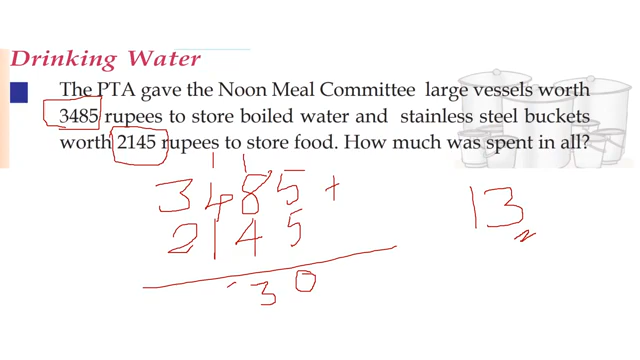 Drinking Water
The PTA gave the Noon Meal Committee large vessels worth
3485 rupees to store boiled water and stainless steel buckets
worth 2145 rupees to store food. How much was spent in all?
1 1
3485 +
13
2145
30